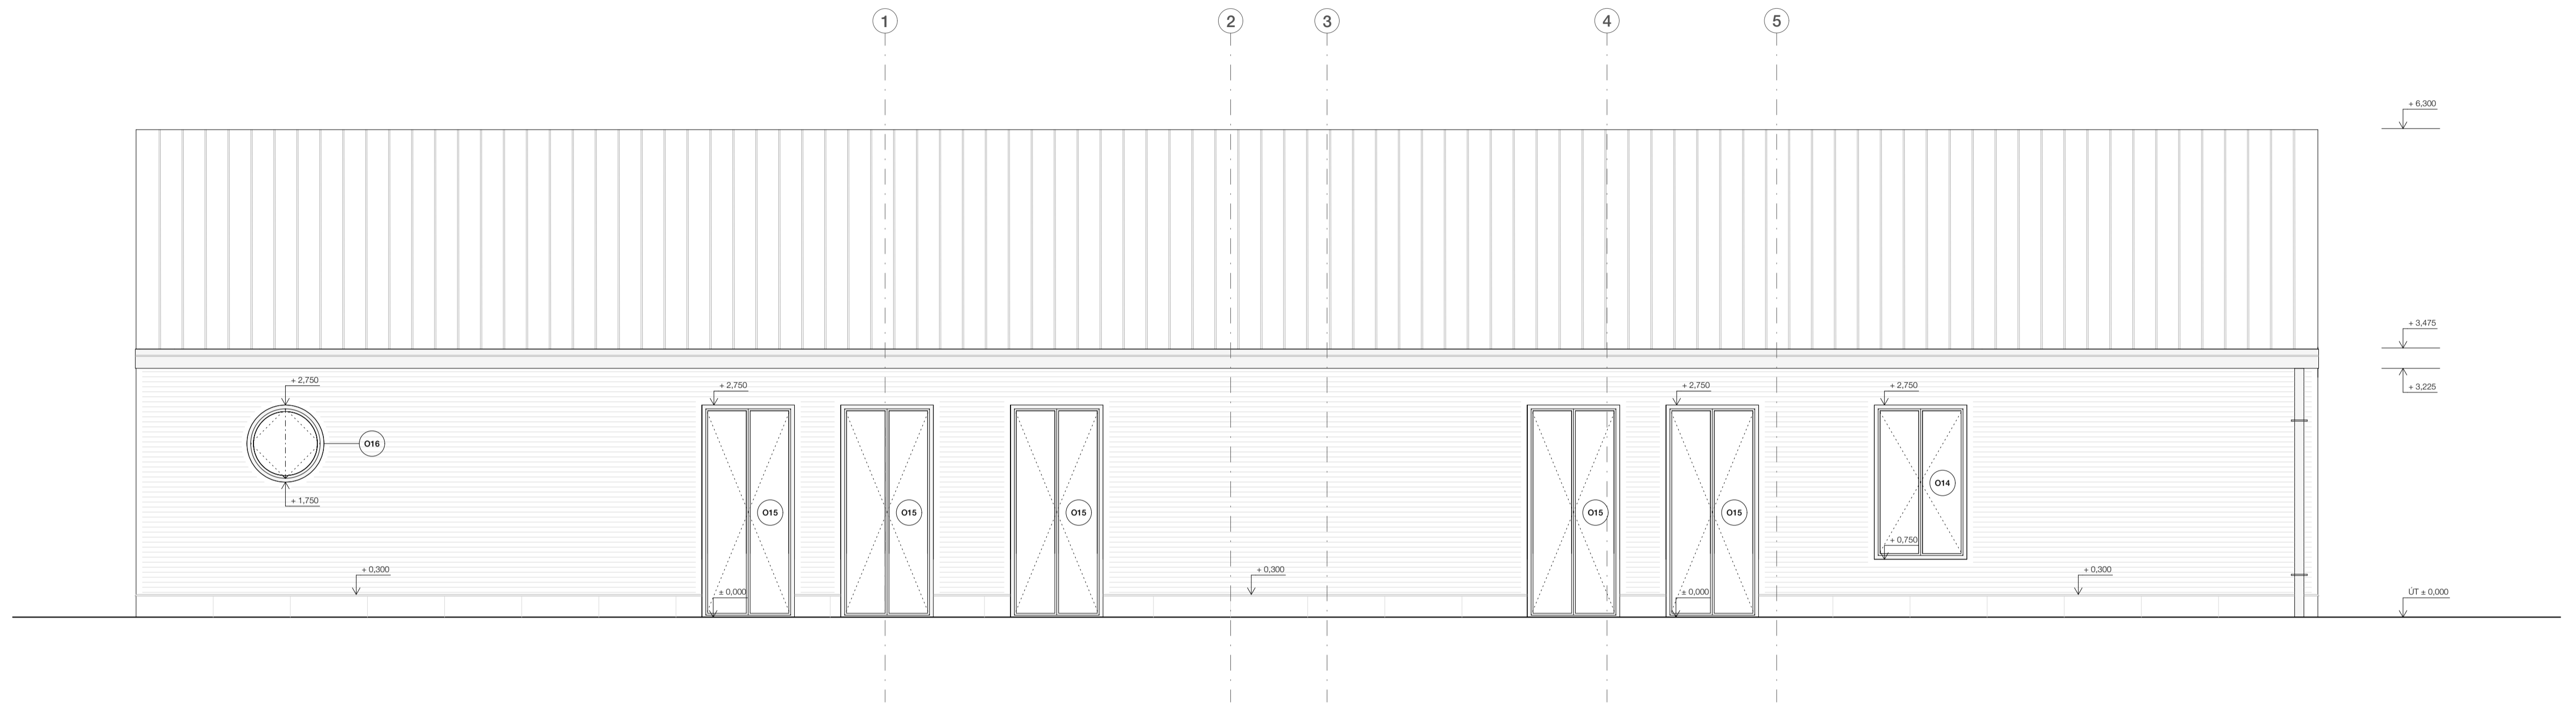 1
2
3
4
5
+ 6,300
+ 3,475
+ 3,225
+ 2,750
+ 2,750
+ 2,750
+ 2,750
O16
+ 1,750
O15
O15
O15
O15
O15
O14
+ 0,750
+ 0,300
+ 0,300
+ 0,300
± 0,000
± 0,000
ÚT ± 0,000